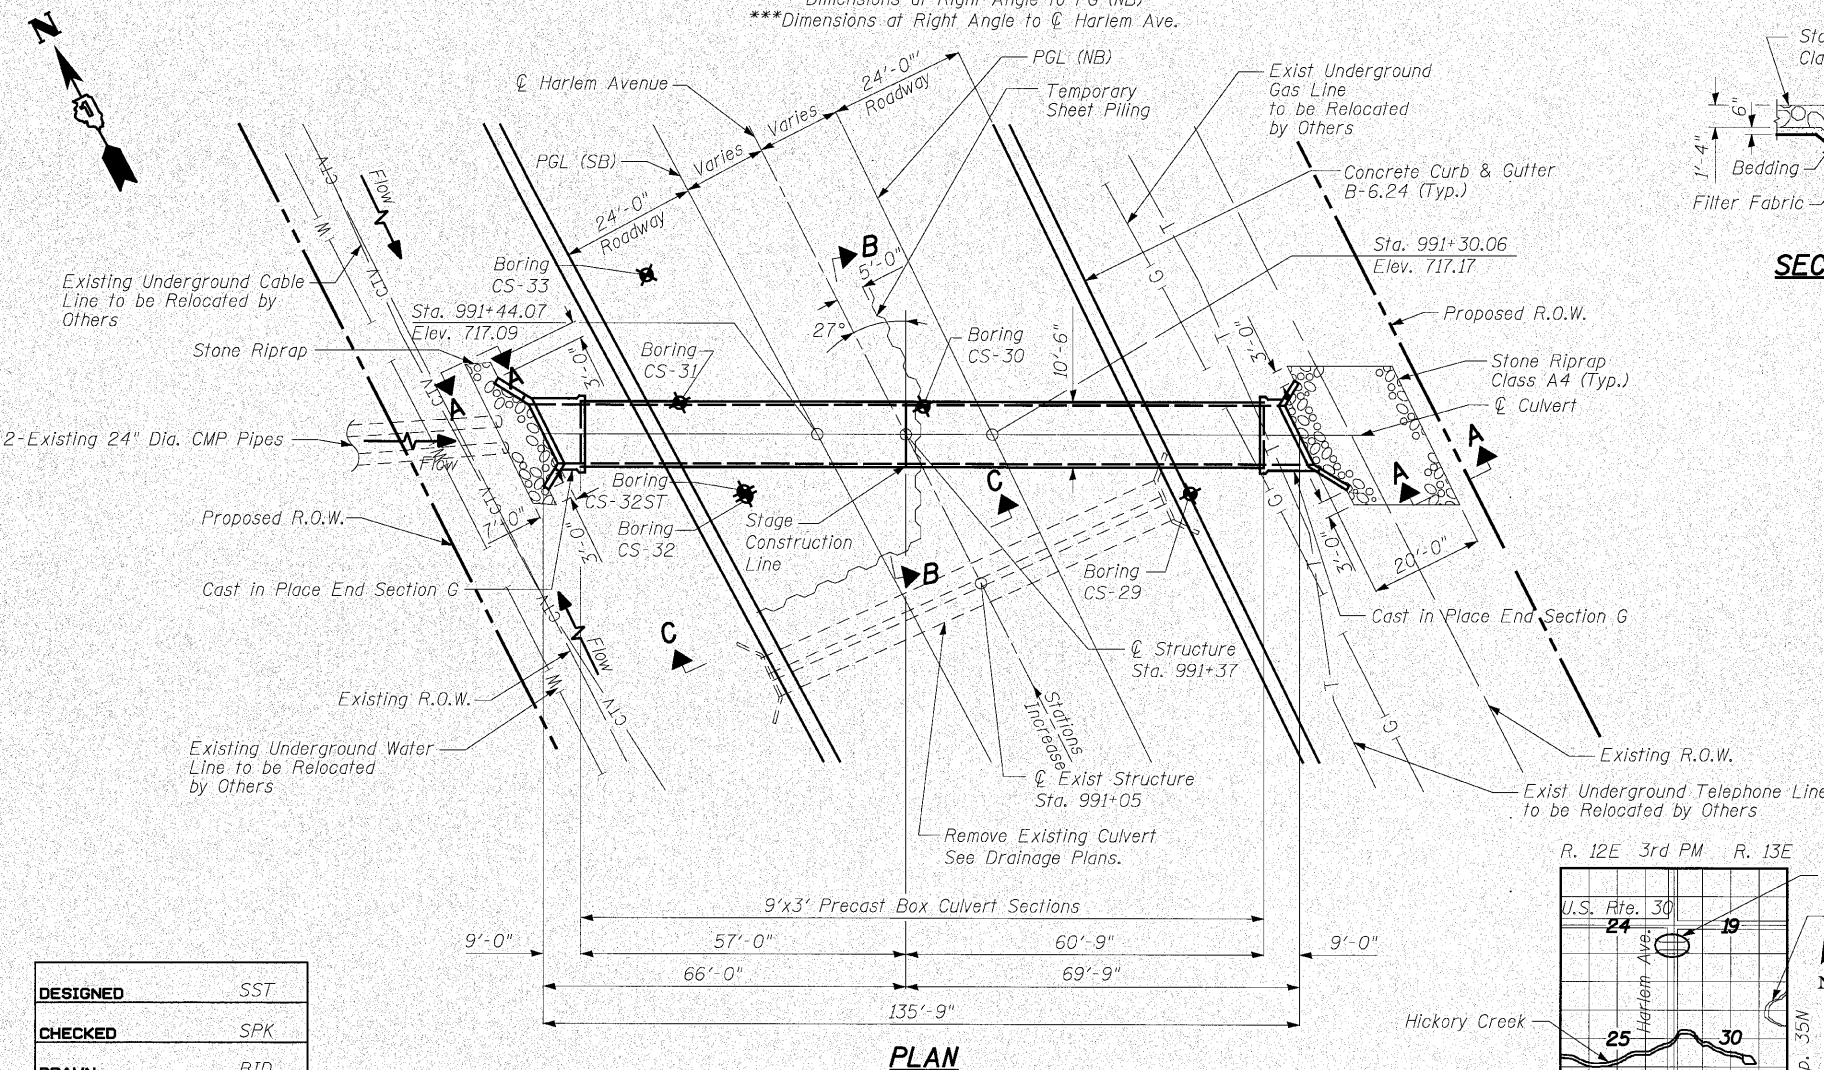 ***Dimensions at Right Angle to ℄ Harlem Ave.
N
1
℄ Harlem Avenue
PGL (SB)
Varies
Varies
24'-0"
Roadway
24'-0"
Roadway
PGL (NB)
Temporary
Sheet Piling
Exist Underground
Gas Line
to be Relocated
by Others
Concrete Curb & Gutter
B-6.24 (Typ.)
Sta. 991+30.06
Elev. 717.17
Proposed R.O.W.
Stone Riprap
Class A4 (Typ.)
℄ Culvert
6"
1'-4"
Bedding
Filter Fabric
CTV
Flow
W
Existing Underground Cable
Line to be Relocated by
Others
CTV
Boring
CS-33
Sta. 991+44.07
Elev. 717.09
Stone Riprap
Boring
CS-31
27°
B
5'-0"
Boring
CS-30
10'-6"
T
G
T
3'-0"
3'-0"
A
A
CTV
2-Existing 24" Dia. CMP Pipes
Flow
W
CTV
Proposed R.O.W.
7'-0"
3'-0"
Boring
CS-32ST
Boring
CS-32
Stage
Construction
Line
C
B
Boring
CS-29
G
T
A
A
3'-0"
20'-0"
Cast in Place End Section G
Cast in Place End Section G
CTV
Flow
C
℄ Structure
Sta. 991+37
Existing R.O.W.
W
CTV
Stations
Increase
T
G
Existing Underground Water
Line to be Relocated
by Others
℄ Exist Structure
Sta. 991+05
Existing R.O.W.
Exist Underground Telephone Line
to be Relocated by Others
Remove Existing Culvert
See Drainage Plans.
9'x3' Precast Box Culvert Sections
9'-0"
57'-0"
60'-9"
9'-0"
66'-0"
69'-9"
135'-9"
PLAN
DESIGNED SST
CHECKED SPK
R. 12E 3rd PM R. 13E
U.S. Rte. 30
24
19
Harlem Ave.
Hickory Creek
25
30
35N